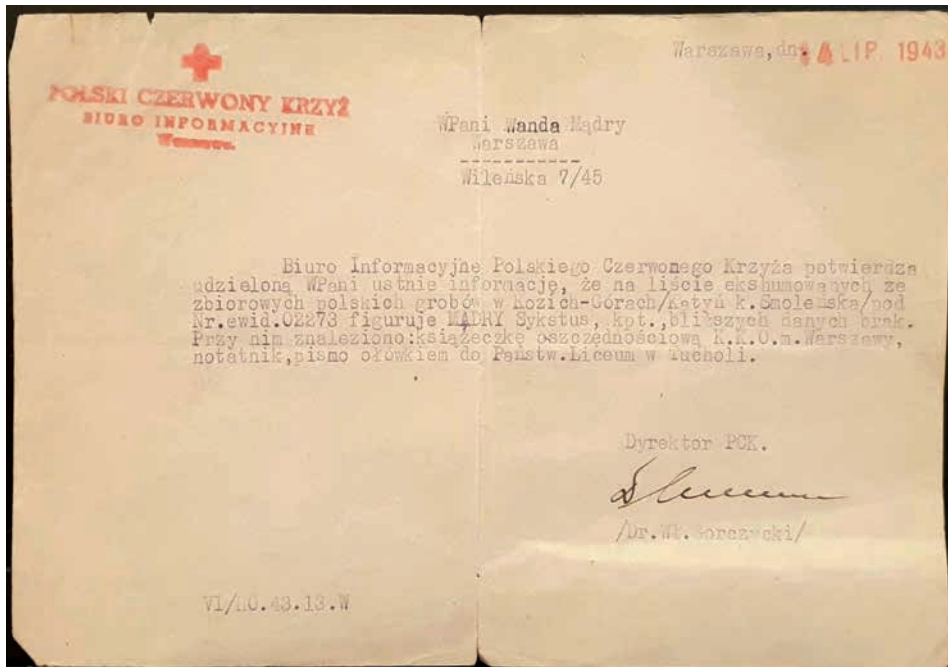 Warszawa, dn. 14 LIP. 1943
POLSKI CZERWONY KRZYŻ
BIURO INFORMACYJNE
Warszawa.
WPani Wanda Mądry
Warszawa
Wileńska 7/45
Biuro Informacyjne Polskiego Czerwonego Krzyża potwierdza
udzieloną WPani ustnie informację, że na liście ekshumowanych ze
zbiorowych polskich grobów w Kozich-Górach/Katyń k.Smoleńska/pod
Nr.ewid.02273 figuruje MĄDRY Sykstus, kpt.,bliższych danych brak.
Przy nim znaleziono:książeczkę oszczędnościową K.K.O.m.Warszawy,
notatnik,pismo ołówkiem do Państw.Liceum w Tucholi.
Dyrektor PCK.
/Dr.Wł.Gorczycki/
43.13.W